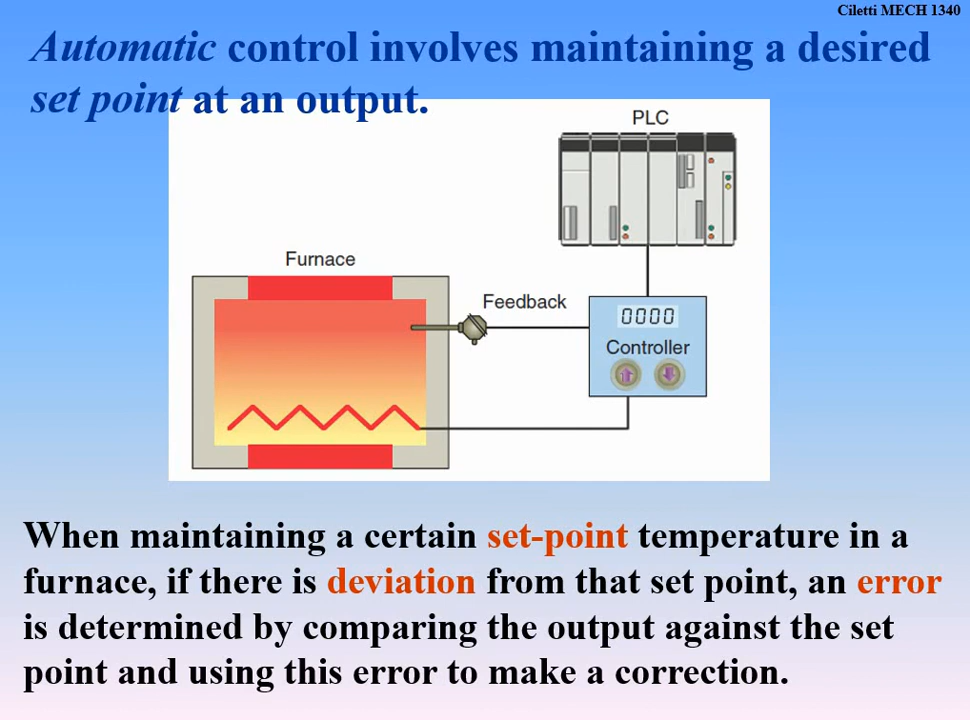 Ciletti MECH 1340
Automatic control involves maintaining a desired
set point at an output.
PLC
Furnace
Feedback
0000
Controller
When maintaining a certain set-point temperature in a
furnace, if there is deviation from that set point, an error
is determined by comparing the output against the set
point and using this error to make a correction.